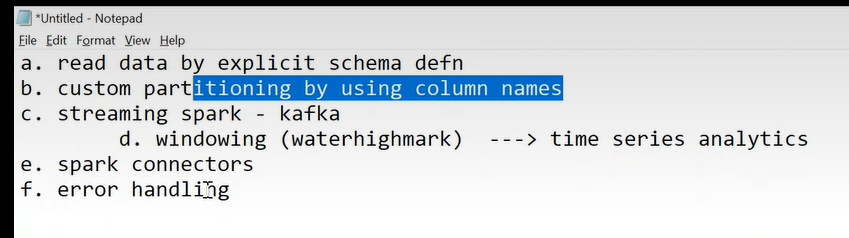 *Untitled - Notepad
File Edit Format View Help
a. read data by explicit schema defn
b. custom partitioning by using column names
c. streaming spark - kafka
d. windowing (waterhighmark) ---> time series analytics
e. spark connectors
f. error handling